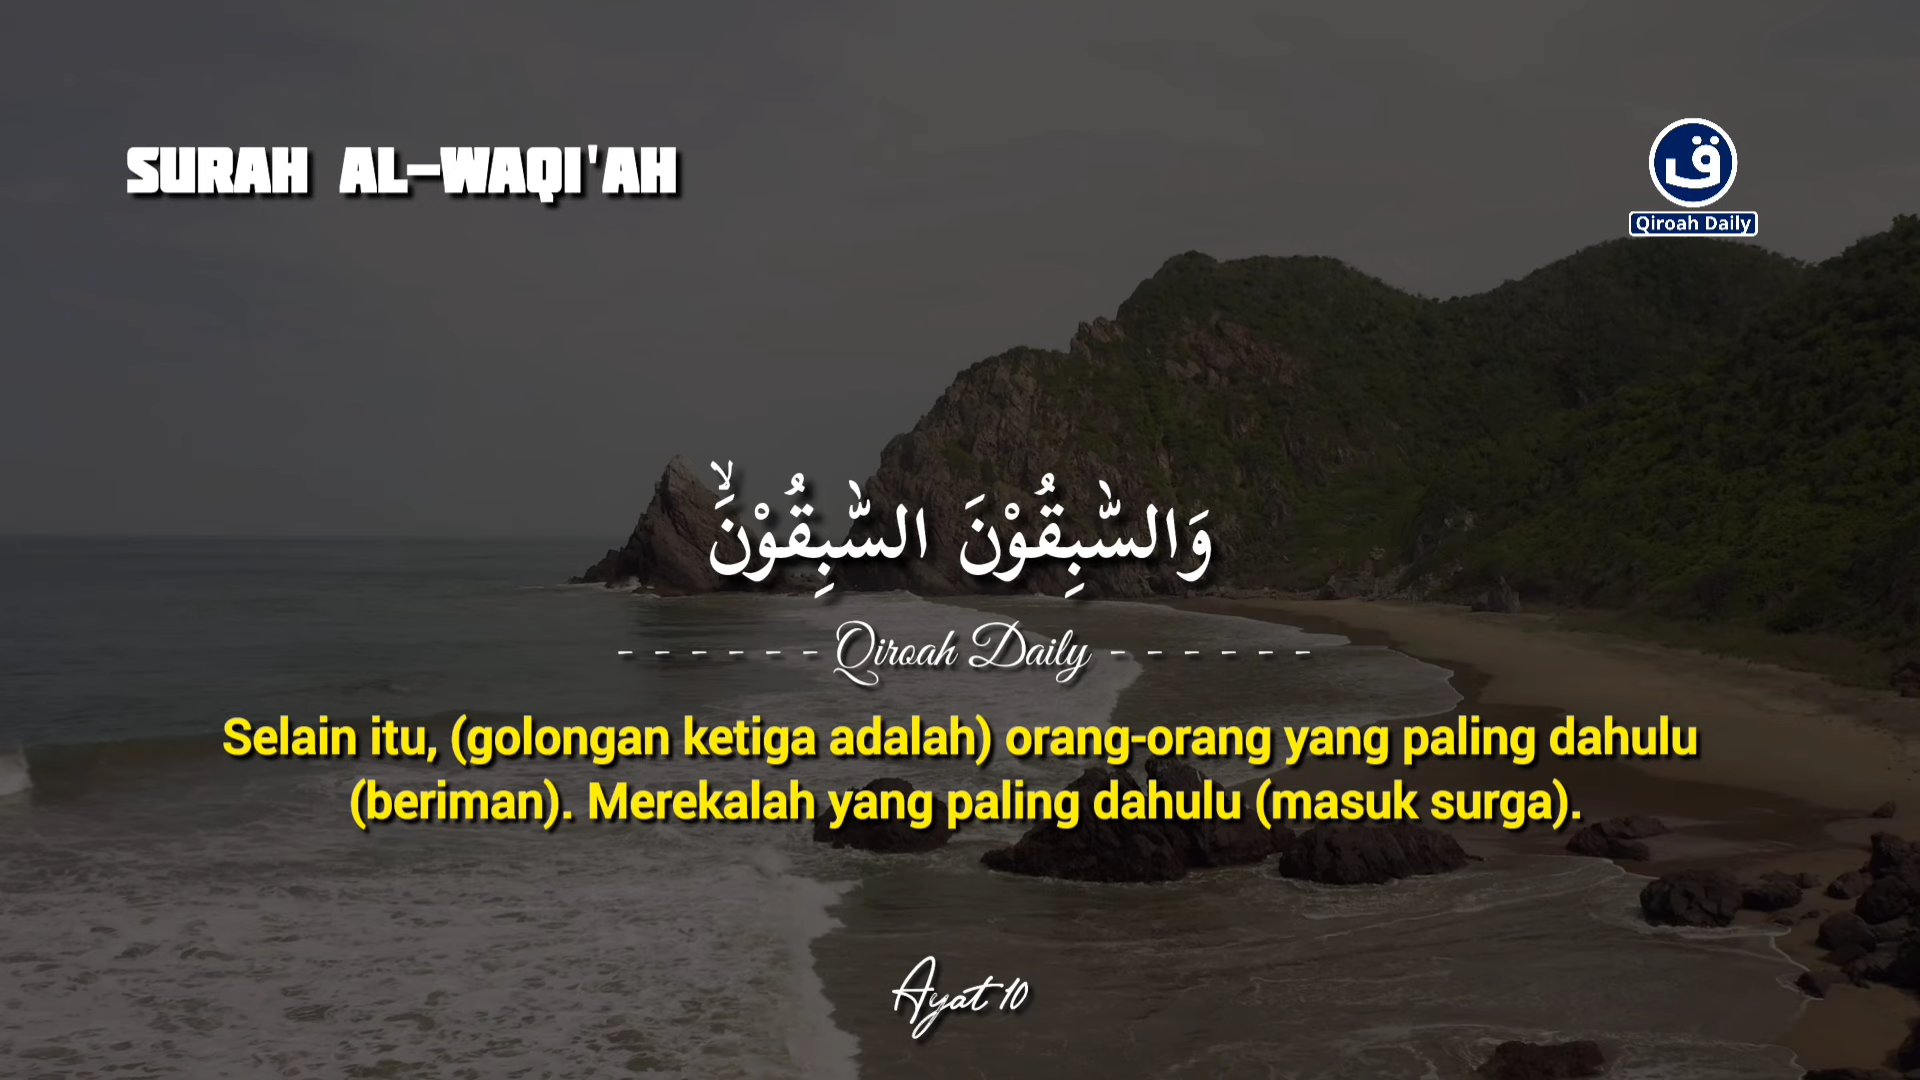 SURAH AL-WAQI'AH
ق
Qiroah Daily
وَالسّٰبِقُوْنَ السّٰبِقُوْنَۙ
- - - - - - Qiroah Daily - - - - - -
Selain itu, (golongan ketiga adalah) orang-orang yang paling dahulu
(beriman). Merekalah yang paling dahulu (masuk surga).
Ayat 10